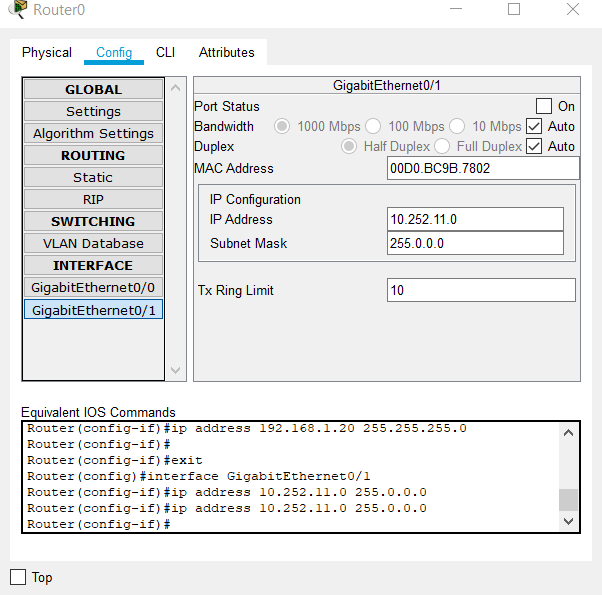 Router0
Physical Config CLI Attributes
GLOBAL
Settings
Algorithm Settings
ROUTING
Static
RIP
SWITCHING
VLAN Database
INTERFACE
GigabitEthernet0/0
GigabitEthernet0/1
GigabitEthernet0/1
Port Status On
Bandwidth 1000 Mbps 100 Mbps 10 Mbps Auto
Duplex Half Duplex Full Duplex Auto
MAC Address 00D0.BC9B.7802
IP Configuration
IP Address 10.252.11.0
Subnet Mask 255.0.0.0
Tx Ring Limit 10
Equivalent IOS Commands
Router(config-if)#ip address 192.168.1.20 255.255.255.0
Router(config-if)#
Router(config-if)#exit
Router(config)#interface GigabitEthernet0/1
Router(config-if)#ip address 10.252.11.0 255.0.0.0
Router(config-if)#ip address 10.252.11.0 255.0.0.0
Router(config-if)#
Top